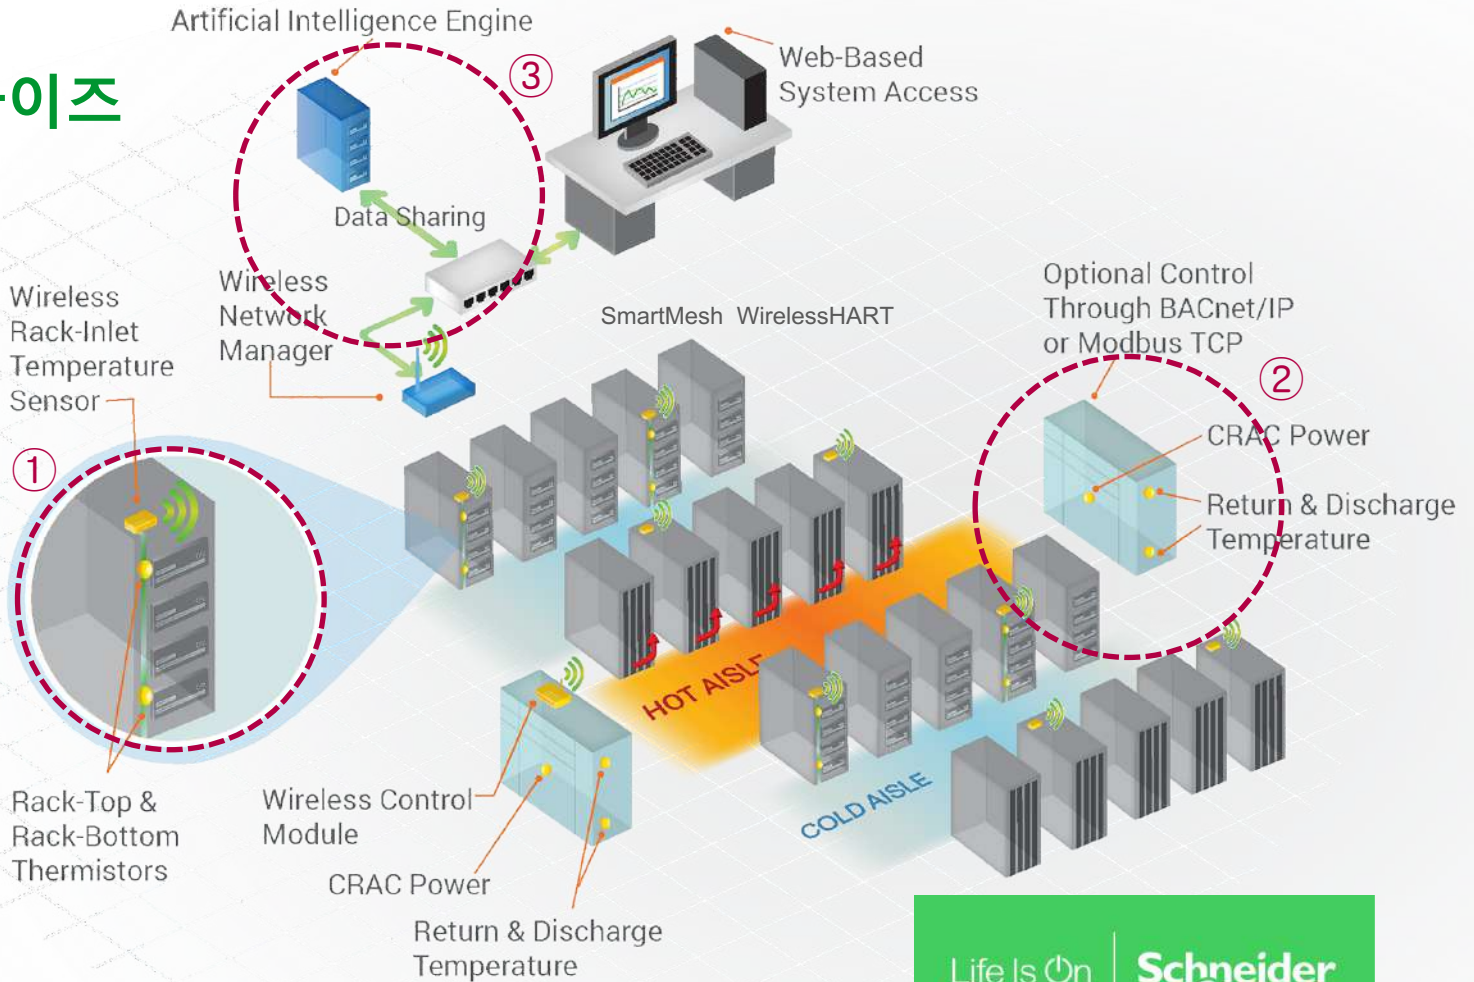 Artificial Intelligence Engine
③
Web-Based
System Access
이즈
Data Sharing
Wireless
Network
Manager
Wireless
Rack-Inlet
Temperature
Sensor
SmartMesh WirelessHART
Optional Control
Through BACnet/IP
or Modbus TCP
②
CRAC Power
Return & Discharge
Temperature
①
HOT AISLE
COLD AISLE
Rack-Top &
Rack-Bottom
Thermistors
Wireless Control
Module
CRAC Power
Return & Discharge
Temperature
Life Is On
Schneider